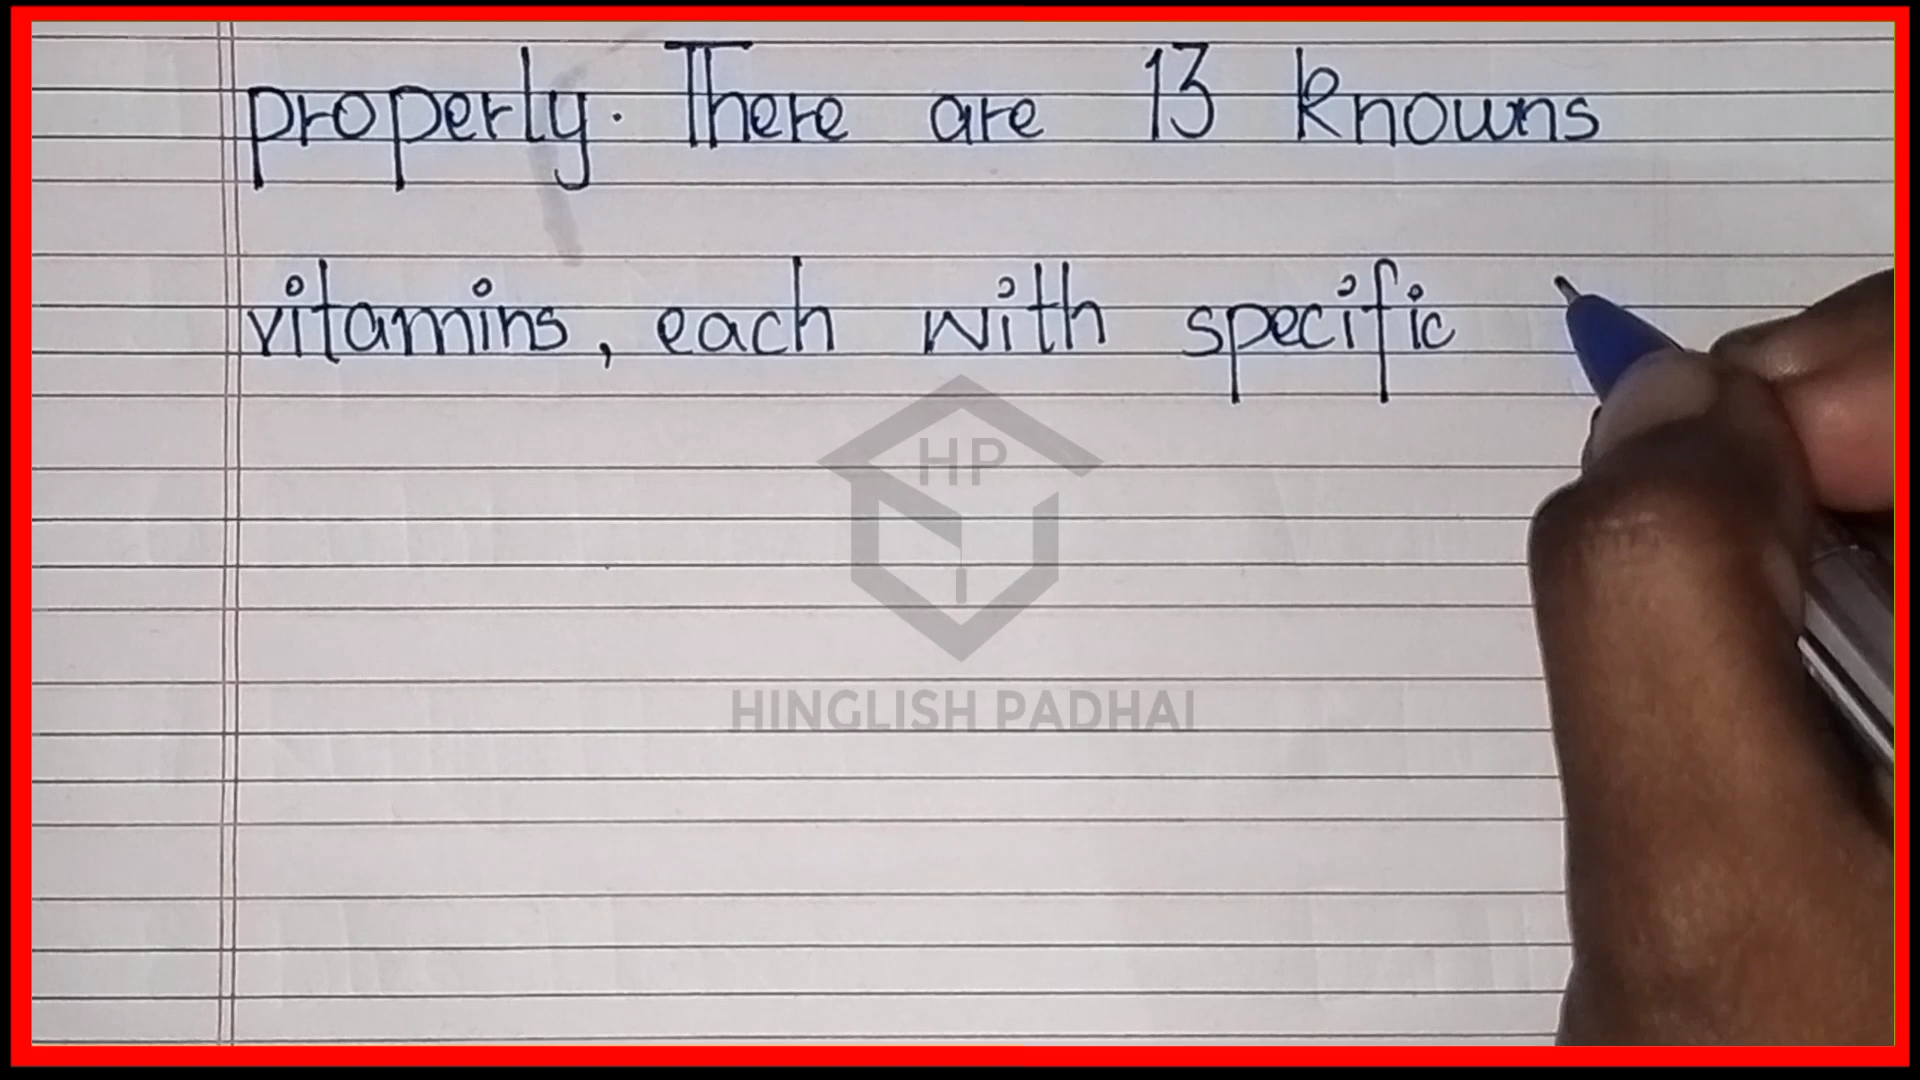 properly. There are 13 knowns
vitamins, each with specific
HP
HINGLISH PADHAI